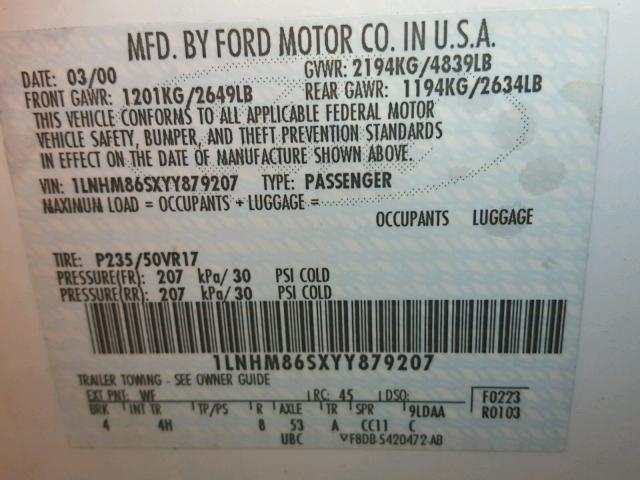 MFD. BY FORD MOTOR CO. IN U.S.A.
DATE: 03/00 GVWR: 2194KG/4839LB
FRONT GAWR: 1201KG/2649LB REAR GAWR: 1194KG/2634LB
THIS VEHICLE CONFORMS TO ALL APPLICABLE FEDERAL MOTOR
VEHICLE SAFETY, BUMPER, AND THEFT PREVENTION STANDARDS
IN EFFECT ON THE DATE OF MANUFACTURE SHOWN ABOVE.
VIN: 1LNHM86SXYY879207 TYPE: PASSENGER
MAXIMUM LOAD = OCCUPANTS + LUGGAGE =
OCCUPANTS LUGGAGE
TIRE: P235/50VR17
PRESSURE(FR): 207 kPa/ 30 PSI COLD
PRESSURE(RR): 207 kPa/ 30 PSI COLD
1LNHM86SXYY879207
TRAILER TOWING - SEE OWNER GUIDE
EXT PNT: WF RC: 45 DSO: F0223
BRK INT TR TP/PS R AXLE TR SPR 9LDAA R0103
4 4H 8 53 A CC11 C
UBC F8DB-5420472-AB